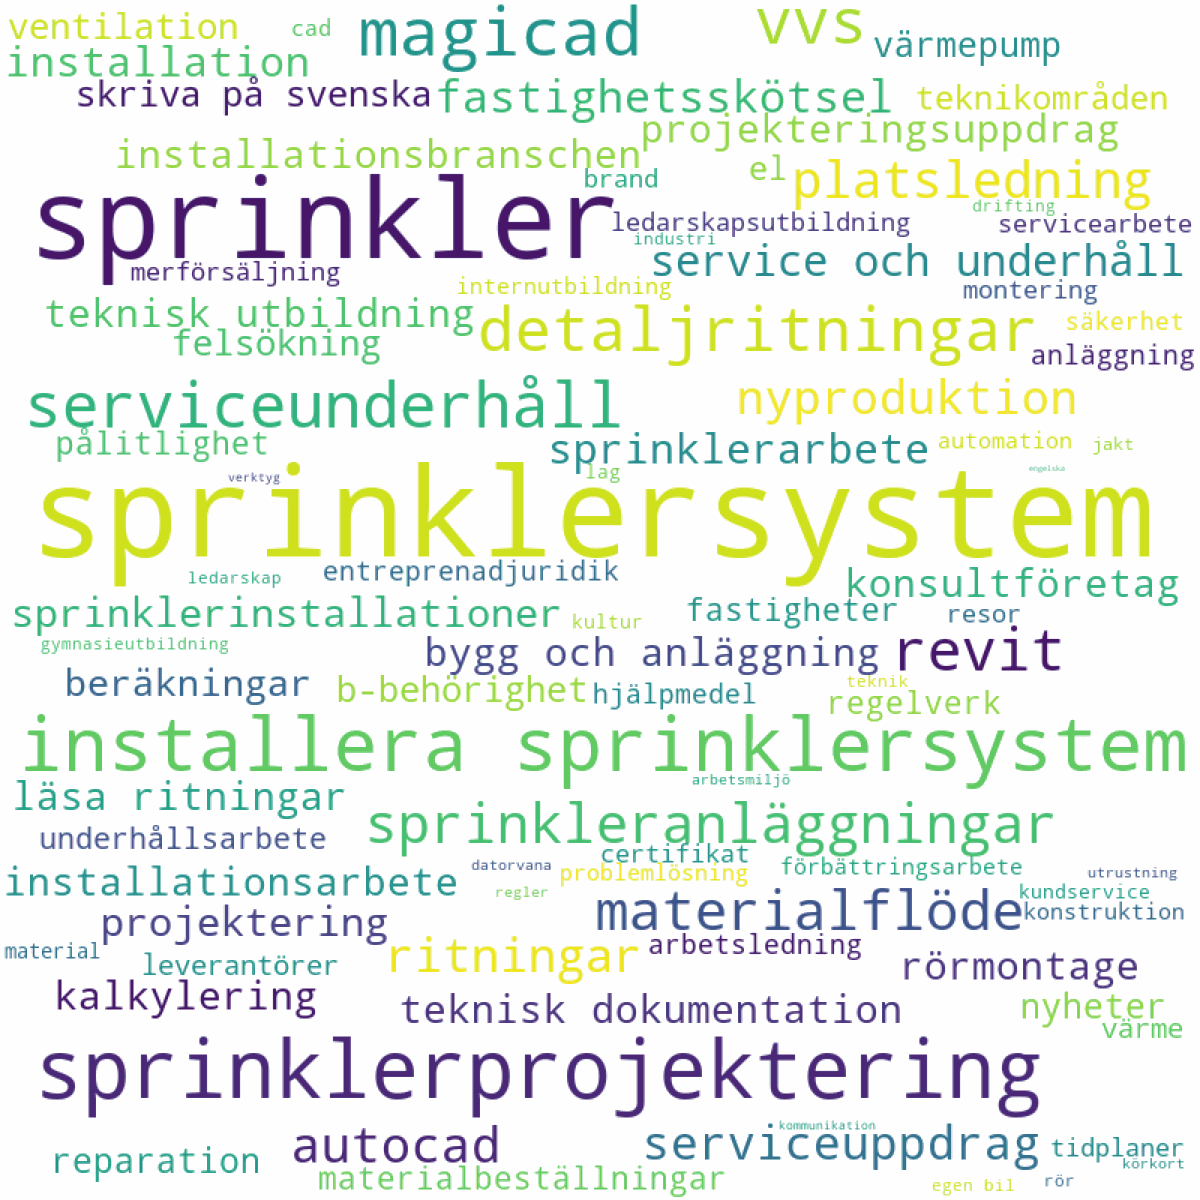 ventilation
cad
magicad
vvs
värmepump
installation
skriva på svenska
fastighetsskötsel
teknikområden
projekteringsuppdrag
installationsbranschen
brand
el
platsledning
sprinkler
ledarskapsutbildning
drifting
servicearbete
industri
merförsäljning
service och underhåll
internutbildning
montering
teknisk utbildning
detaljritningar
säkerhet
felsökning
anläggning
serviceunderhåll
nyproduktion
pålitlighet
sprinklerarbete
automation
jakt
verktyg
lag
engelska
sprinklersystem
ledarskap
entreprenadjuridik
konsultföretag
sprinklerinstallationer
kultur
fastigheter
resor
gymnasieutbildning
bygg och anläggning
revit
beräkningar
b-behörighet
hjälpmedel
teknik
regelverk
installera sprinklersystem
arbetsmiljö
läsa ritningar
sprinkleranläggningar
underhållsarbete
certifikat
datorvana
problemlösning
förbättringsarbete
utrustning
installationsarbete
regler
kundservice
materialflöde
konstruktion
projektering
material
leverantörer
ritningar
arbetsledning
rörmontage
kalkylering
teknisk dokumentation
nyheter
värme
sprinklerprojektering
kommunikation
autocad
serviceuppdrag
tidplaner
reparation
körkort
materialbeställningar
egen bil
rör